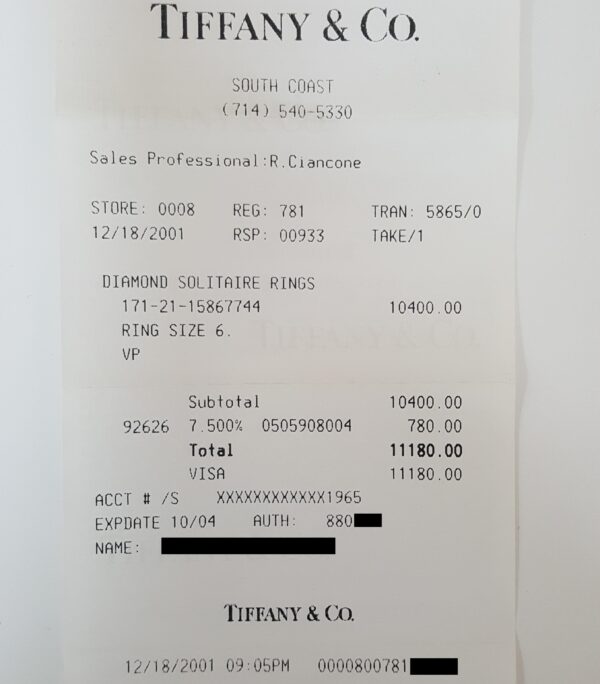 TIFFANY & CO.
SOUTH COAST
(714) 540-5330
Sales Professional:R.Ciancone
STORE: 0008 REG: 781 TRAN: 5865/0
12/18/2001 RSP: 00933 TAKE/1
DIAMOND SOLITAIRE RINGS
171-21-15867744 10400.00
RING SIZE 6.
VP
Subtotal 10400.00
92626 7.500% 0505908004 780.00
Total 11180.00
VISA 11180.00
ACCT # /S XXXXXXXXXXXX1965
EXPDATE 10/04 AUTH: 880
NAME:
TIFFANY & CO.
12/18/2001 09:05PM 0000800781